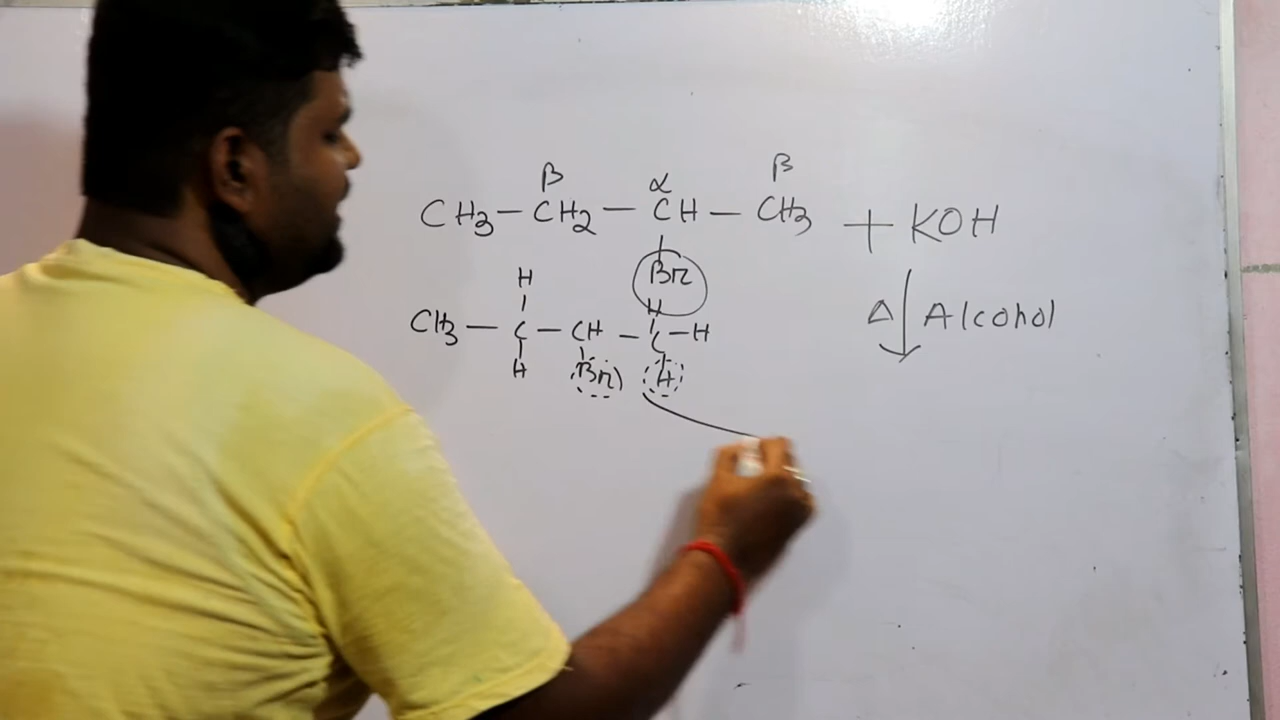 β α β
CH3 – CH2 – CH – CH3 + KOH
Br
Δ Alcohol
H H
CH3 – C – CH – C – H
H Br H